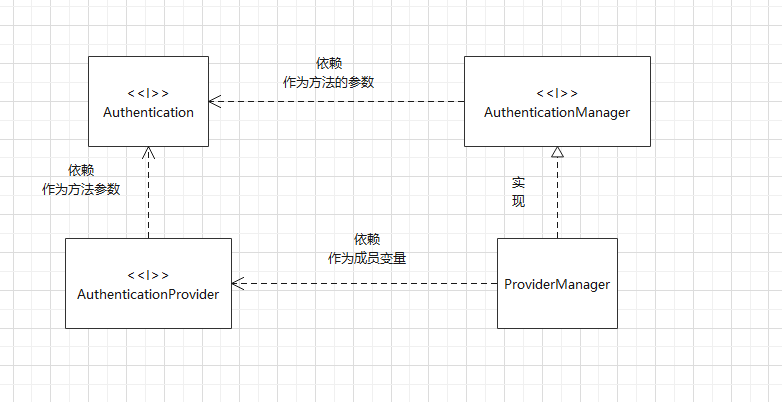 依赖
作为方法的参数
<<I>>
Authentication
<<I>>
AuthenticationManager
依赖
作为方法参数
实
现
依赖
作为成员变量
<<I>>
AuthenticationProvider
ProviderManager